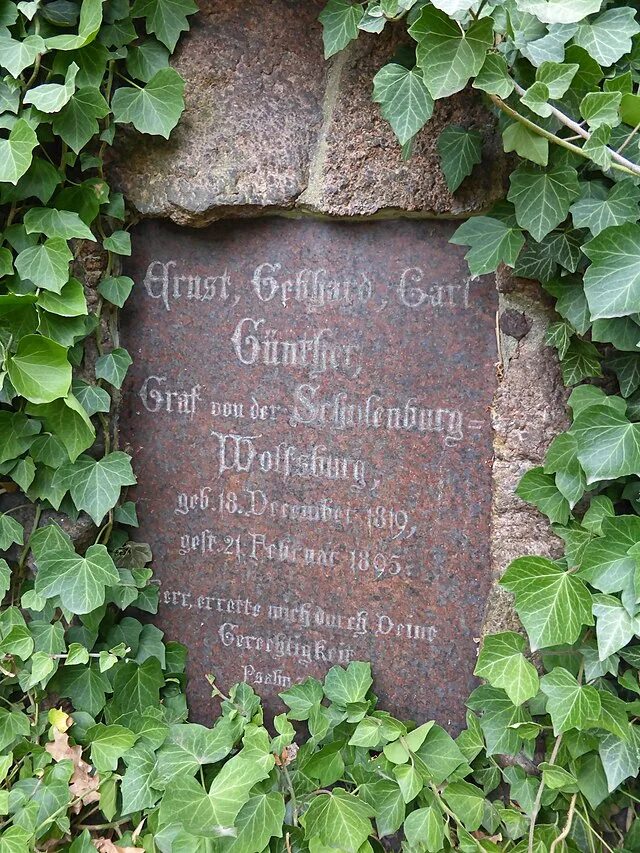 Ernst, Gebhard, Carl
Günther,
Graf von der Schulenburg=
Wolfsburg,
geb. 18. December 1819,
gest. 21. Februar 1895.
err, errette mich durch Deine
Gerechtigkeit
Psalm